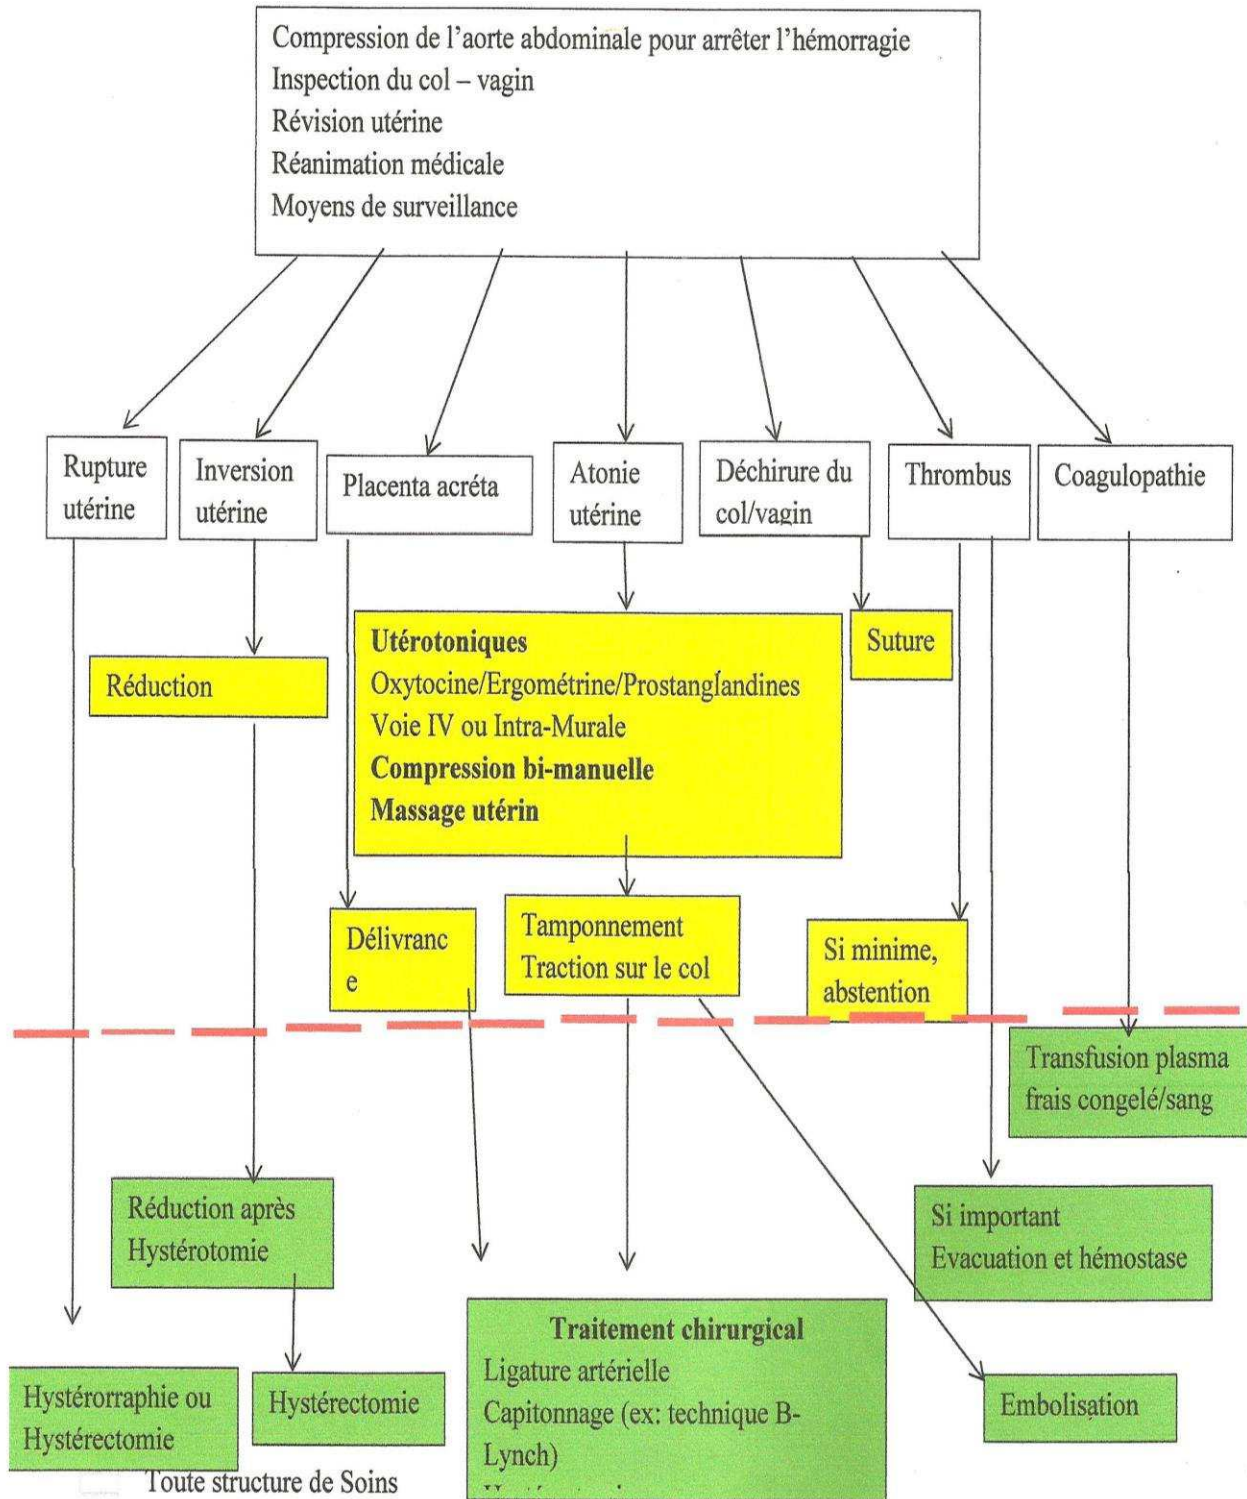 Compression de l'aorte abdominale pour arrêter l'hémorragie
Inspection du col – vagin
Révision utérine
Réanimation médicale
Moyens de surveillance
Rupture
utérine
Inversion
utérine
Placenta acréta
Atonie
utérine
Déchirure du
col/vagin
Thrombus
Coagulopathie
Utérotoniques
Oxytocine/Ergométrine/Prostanglandines
Voie IV ou Intra-Murale
Compression bi-manuelle
Massage utérin
Suture
Réduction
Délivranc
e
Tamponnement
Traction sur le col
Si minime,
abstention
Transfusion plasma
frais congelé/sang
Réduction après
Hystérotomie
Si important
Evacuation et hémostase
Hystérorraphie ou
Hystérectomie
Hystérectomie
Traitement chirurgical
Ligature artérielle
Capitonnage (ex: technique B-
Lynch)
Embolisation
Toute structure de Soins